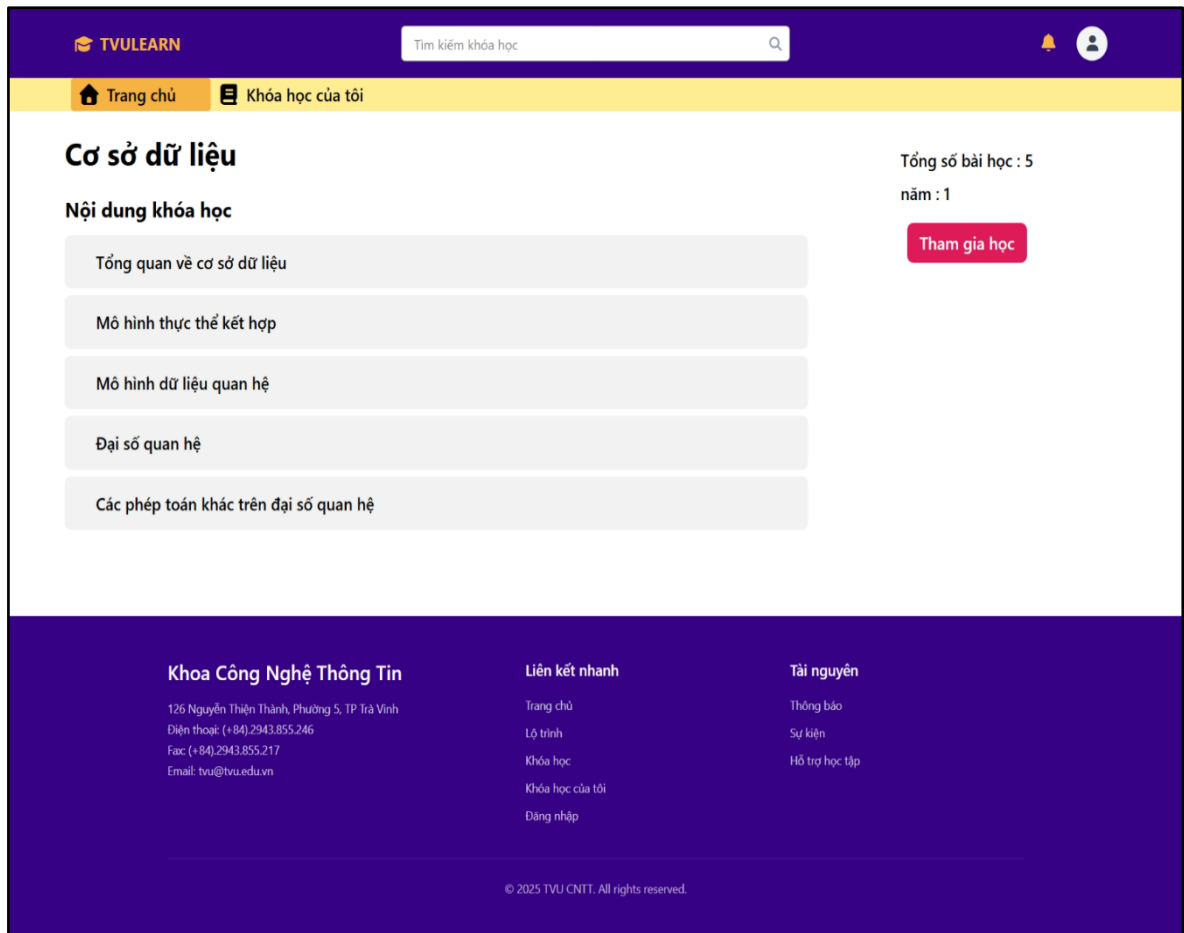 TVULEARN
Tìm kiếm khóa học
Trang chủ
Khóa học của tôi
Cơ sở dữ liệu
Nội dung khóa học
Tổng quan về cơ sở dữ liệu
Mô hình thực thể kết hợp
Mô hình dữ liệu quan hệ
Đại số quan hệ
Các phép toán khác trên đại số quan hệ
Tổng số bài học : 5
năm : 1
Tham gia học
Khoa Công Nghệ Thông Tin
126 Nguyễn Thiện Thành, Phường 5, TP Trà Vinh
Điện thoại: (+84).2943.855.246
Fax: (+84).2943.855.217
Email: tvu@tvu.edu.vn
Liên kết nhanh
Trang chủ
Lộ trình
Khóa học
Khóa học của tôi
Đăng nhập
Tài nguyên
Thông báo
Sự kiện
Hỗ trợ học tập
© 2025 TVU CNTT. All rights reserved.